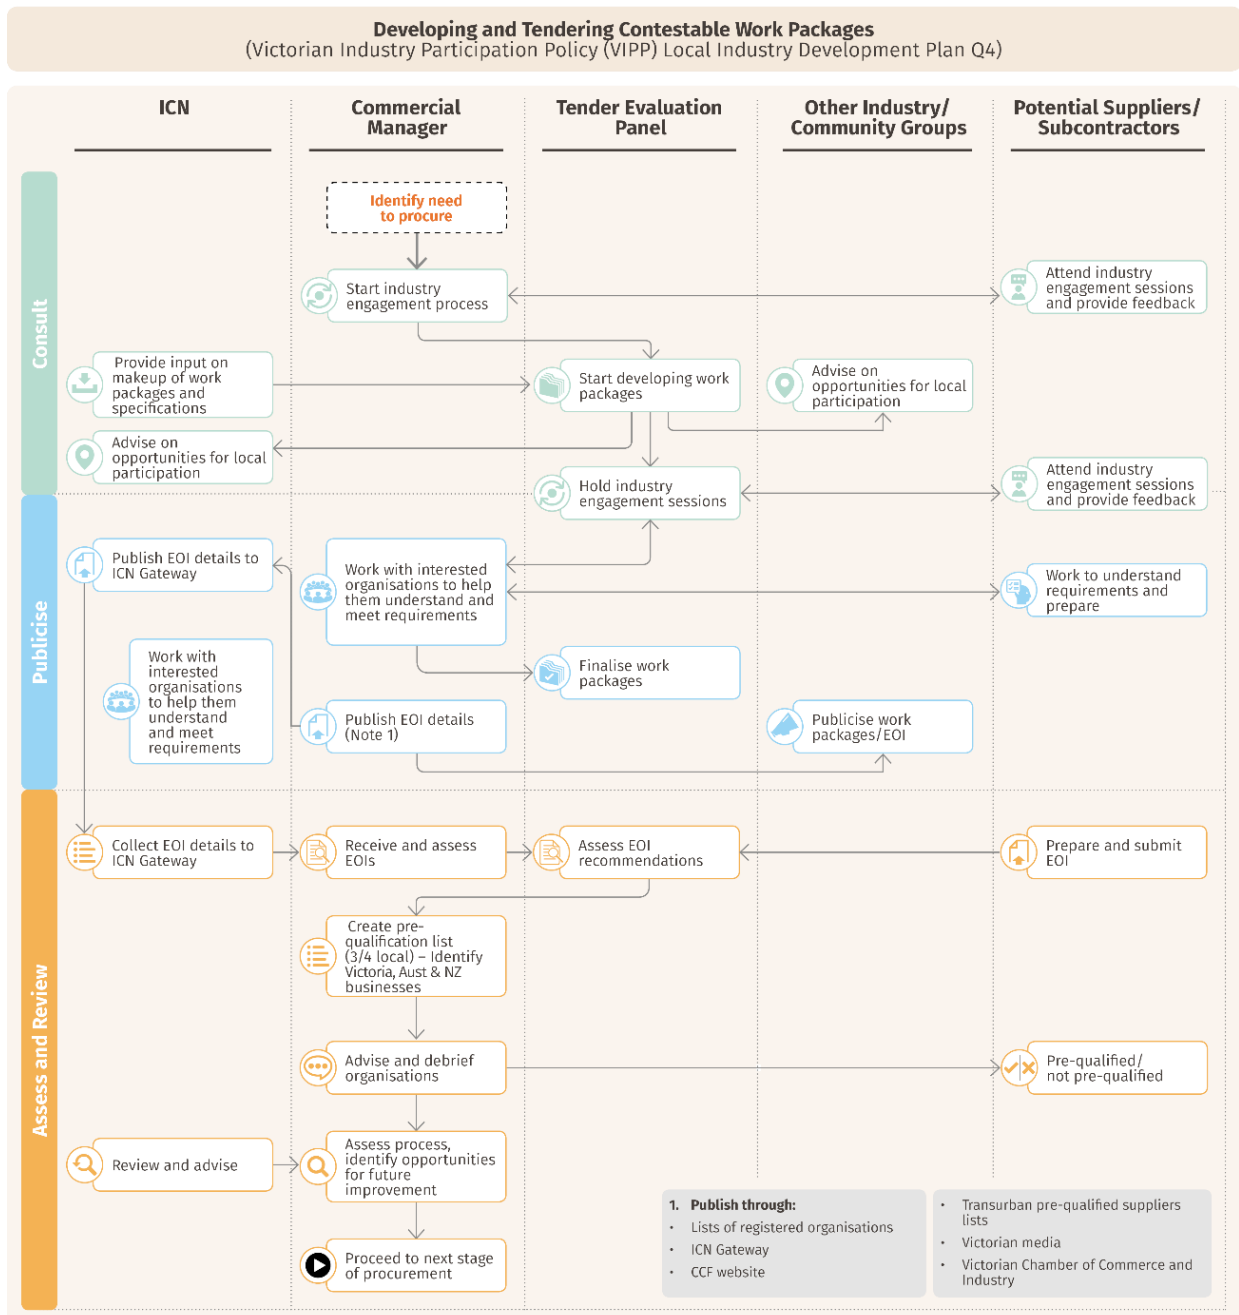 Developing and Tendering Contestable Work Packages
(Victorian Industry Participation Policy (VIPP) Local Industry Development Plan Q4)
ICN
Commercial
Manager
Tender Evaluation
Panel
Other Industry/
Community Groups
Potential Suppliers/
Subcontractors
Consult
Identify need
to procure
Start industry
engagement process
Attend industry
engagement sessions
and provide feedback
Provide input on
makeup of work
packages and
specifications
Start developing work
packages
Advise on
opportunities for local
participation
Advise on
opportunities for local
participation
Hold industry
engagement sessions
Attend industry
engagement sessions
and provide feedback
Publicise
Publish EOI details to
ICN Gateway
Work with interested
organisations to help
them understand and
meet requirements
Work to understand
requirements and
prepare
Work with
interested
organisations
to help them
understand
and meet
requirements
Finalise work
packages
Publish EOI details
(Note 1)
Publicise work
packages/EOI
Assess and Review
Collect EOI details to
ICN Gateway
Receive and assess
EOIs
Assess EOI
recommendations
Prepare and submit
EOI
Create pre-
qualification list
(3/4 local) – Identify
Victoria, Aust & NZ
businesses
Advise and debrief
organisations
Pre-qualified/
not pre-qualified
Review and advise
Assess process,
identify opportunities
for future
improvement
Proceed to next stage
of procurement
1. Publish through:
• Lists of registered organisations
• ICN Gateway
• CCF website
• Transurban pre-qualified suppliers
lists
• Victorian media
• Victorian Chamber of Commerce and
Industry